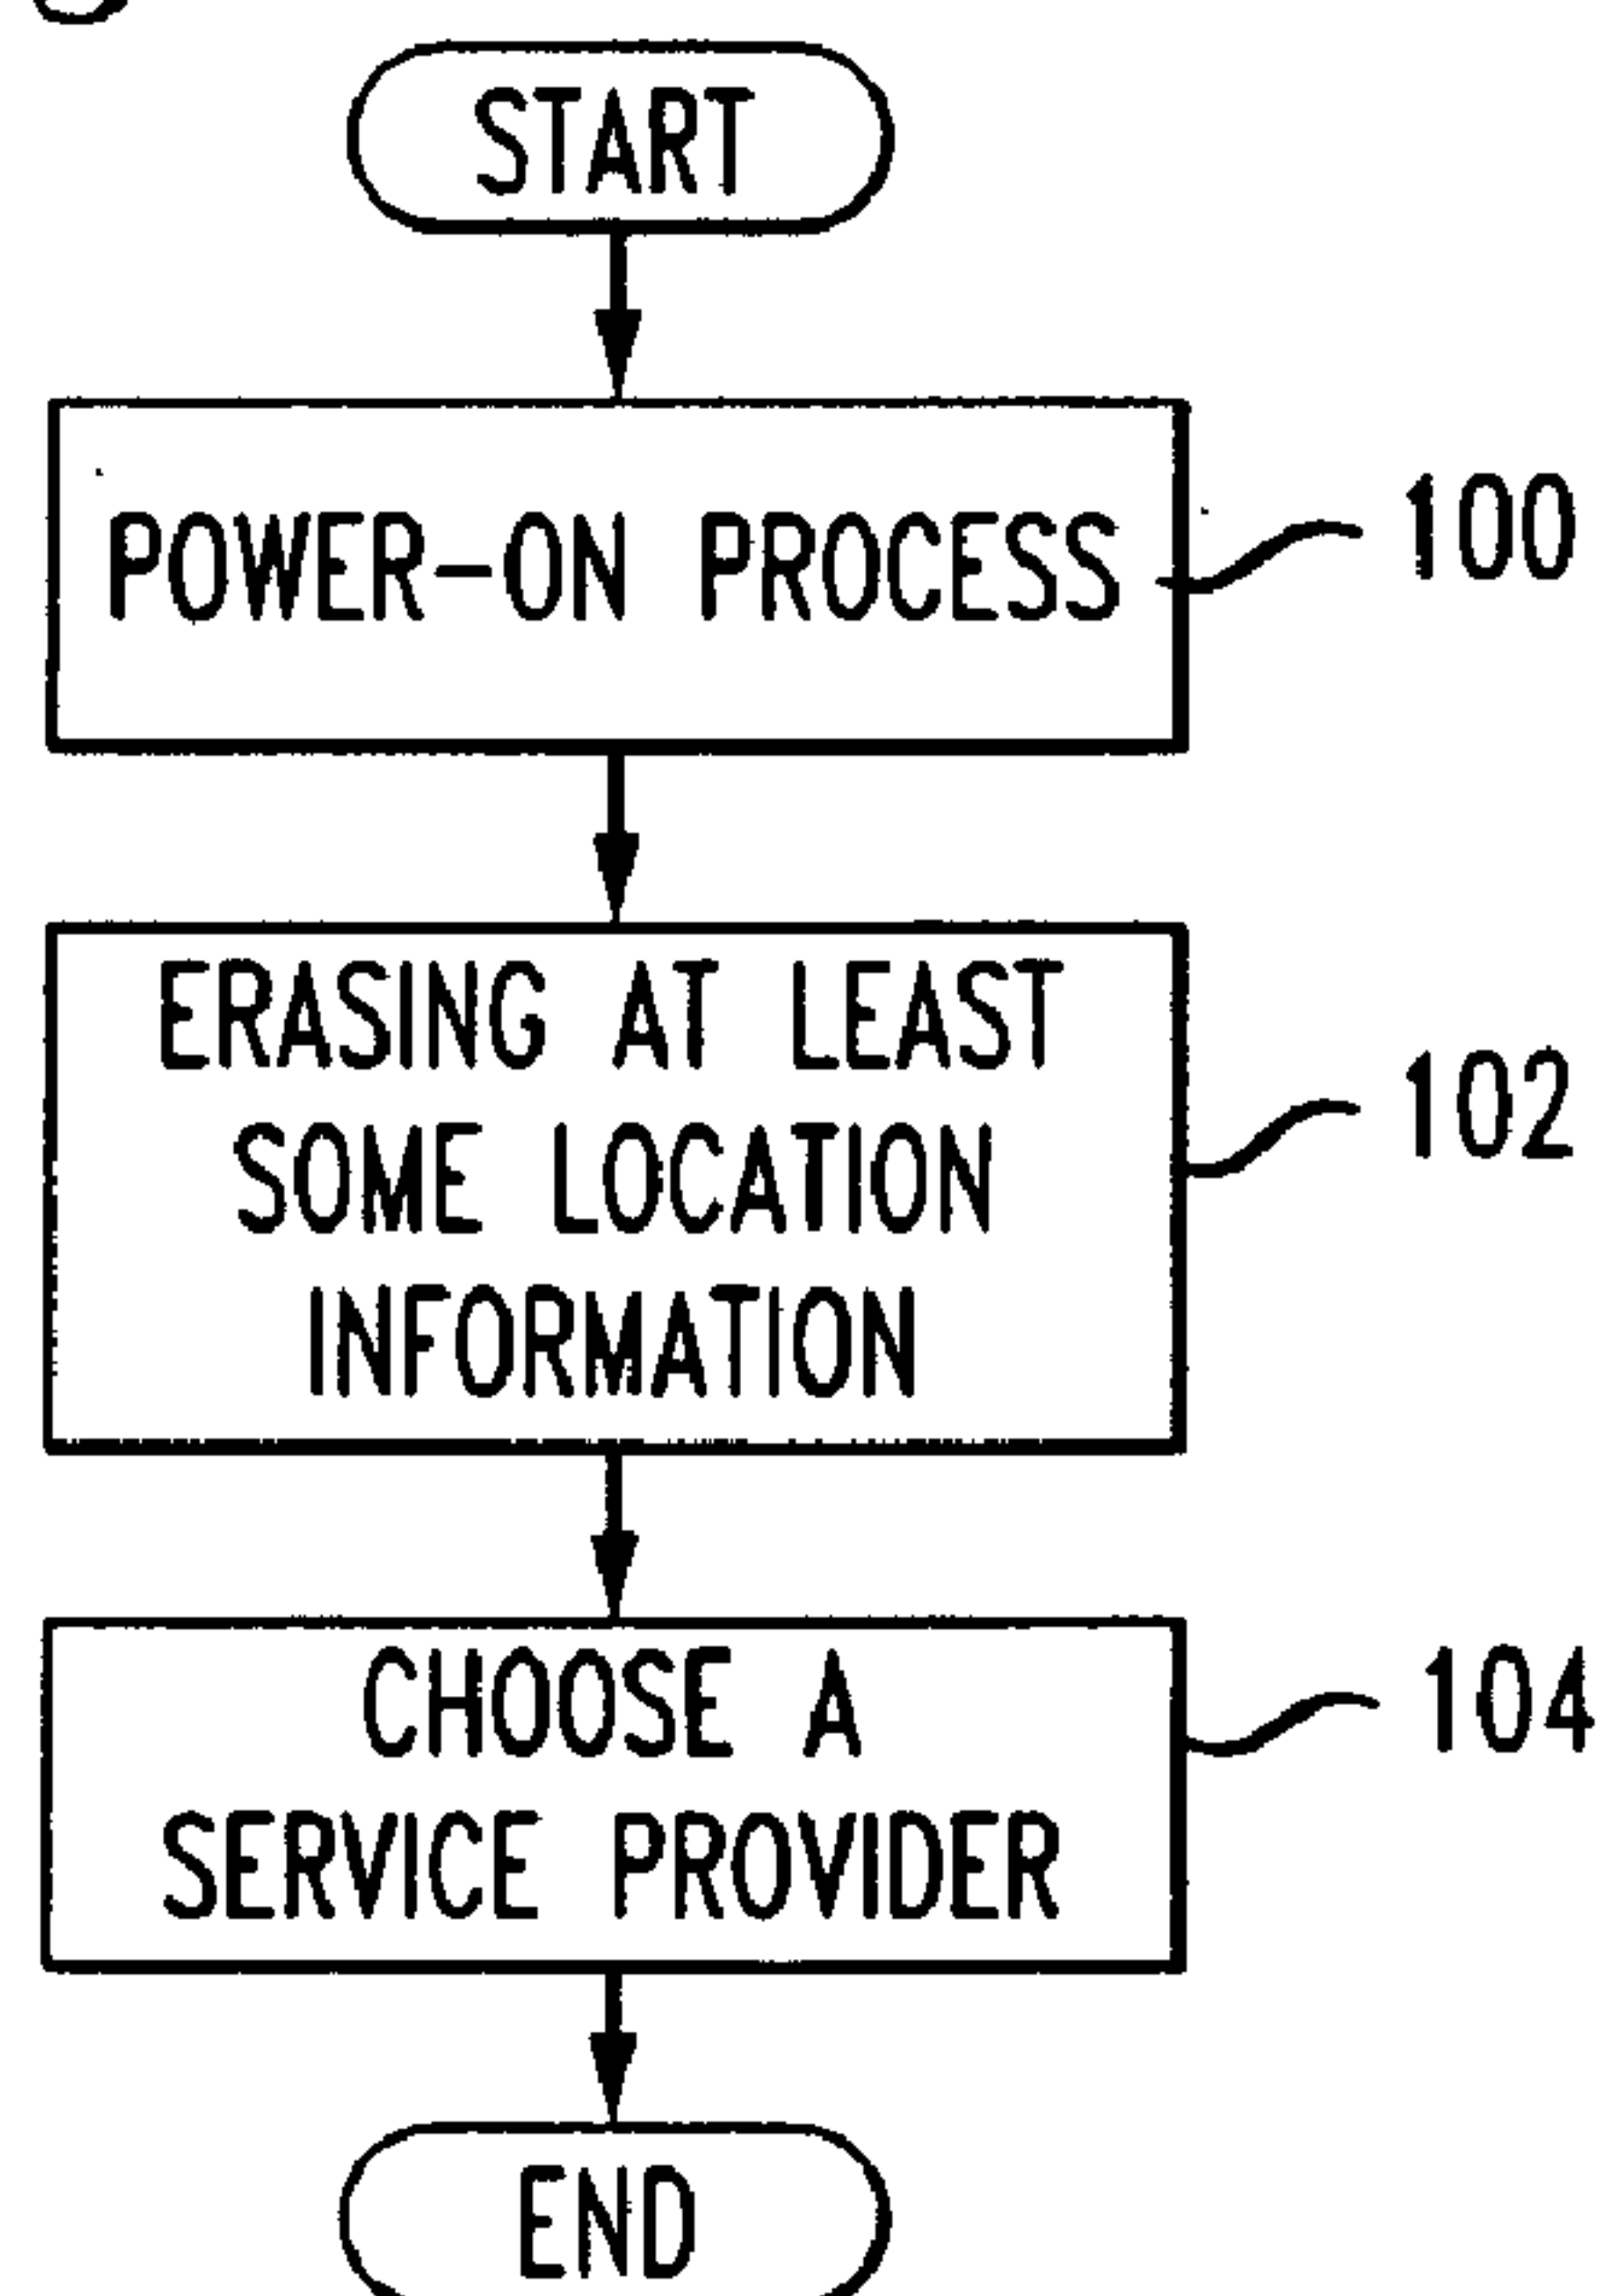 START
POWER-ON PROCESS
100
ERASING AT LEAST
SOME LOCATION
INFORMATION
102
CHOOSE A
SERVICE PROVIDER
104
END